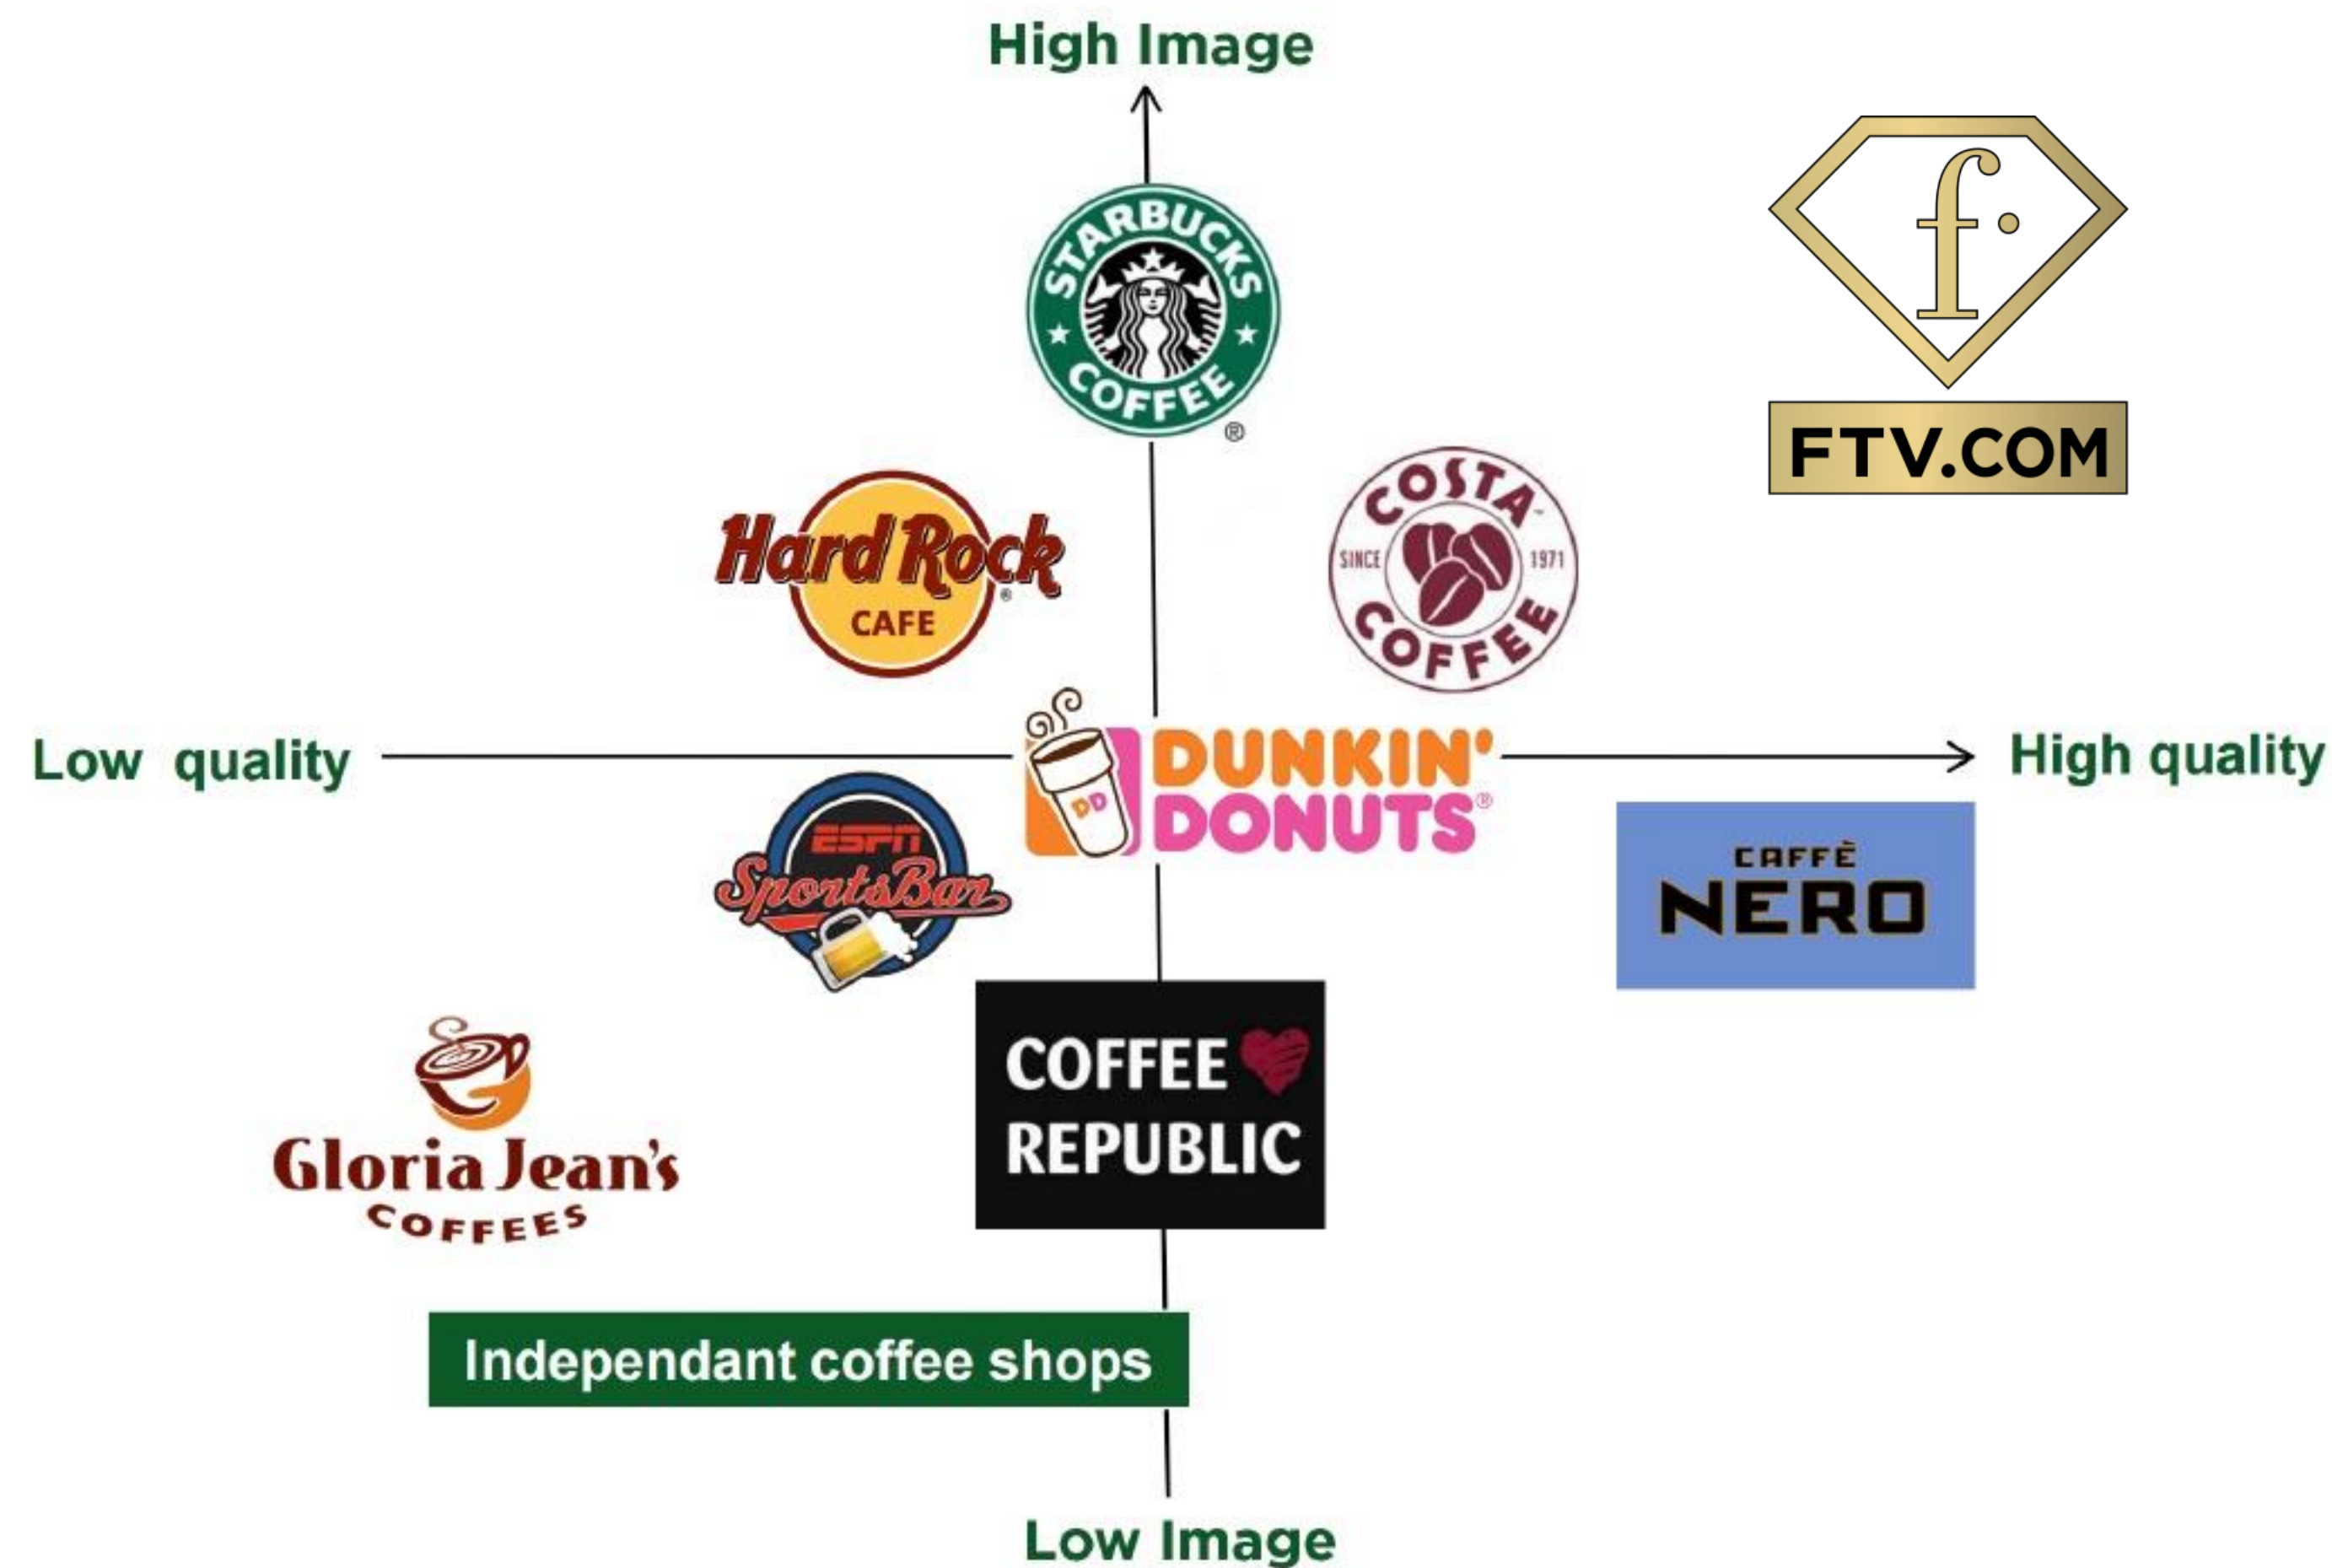 High Image
STARBUCKS
COFFEE
®
f.
FTV.COM
Hard Rock
®
CAFE
COSTA
SINCE 1971
COFFEE
Low quality
DD
DUNKIN'
DONUTS®
High quality
ESPN
SportsBar
CAFFÈ
NERO
COFFEE
REPUBLIC
Gloria Jean's
COFFEES
Independant coffee shops
Low Image